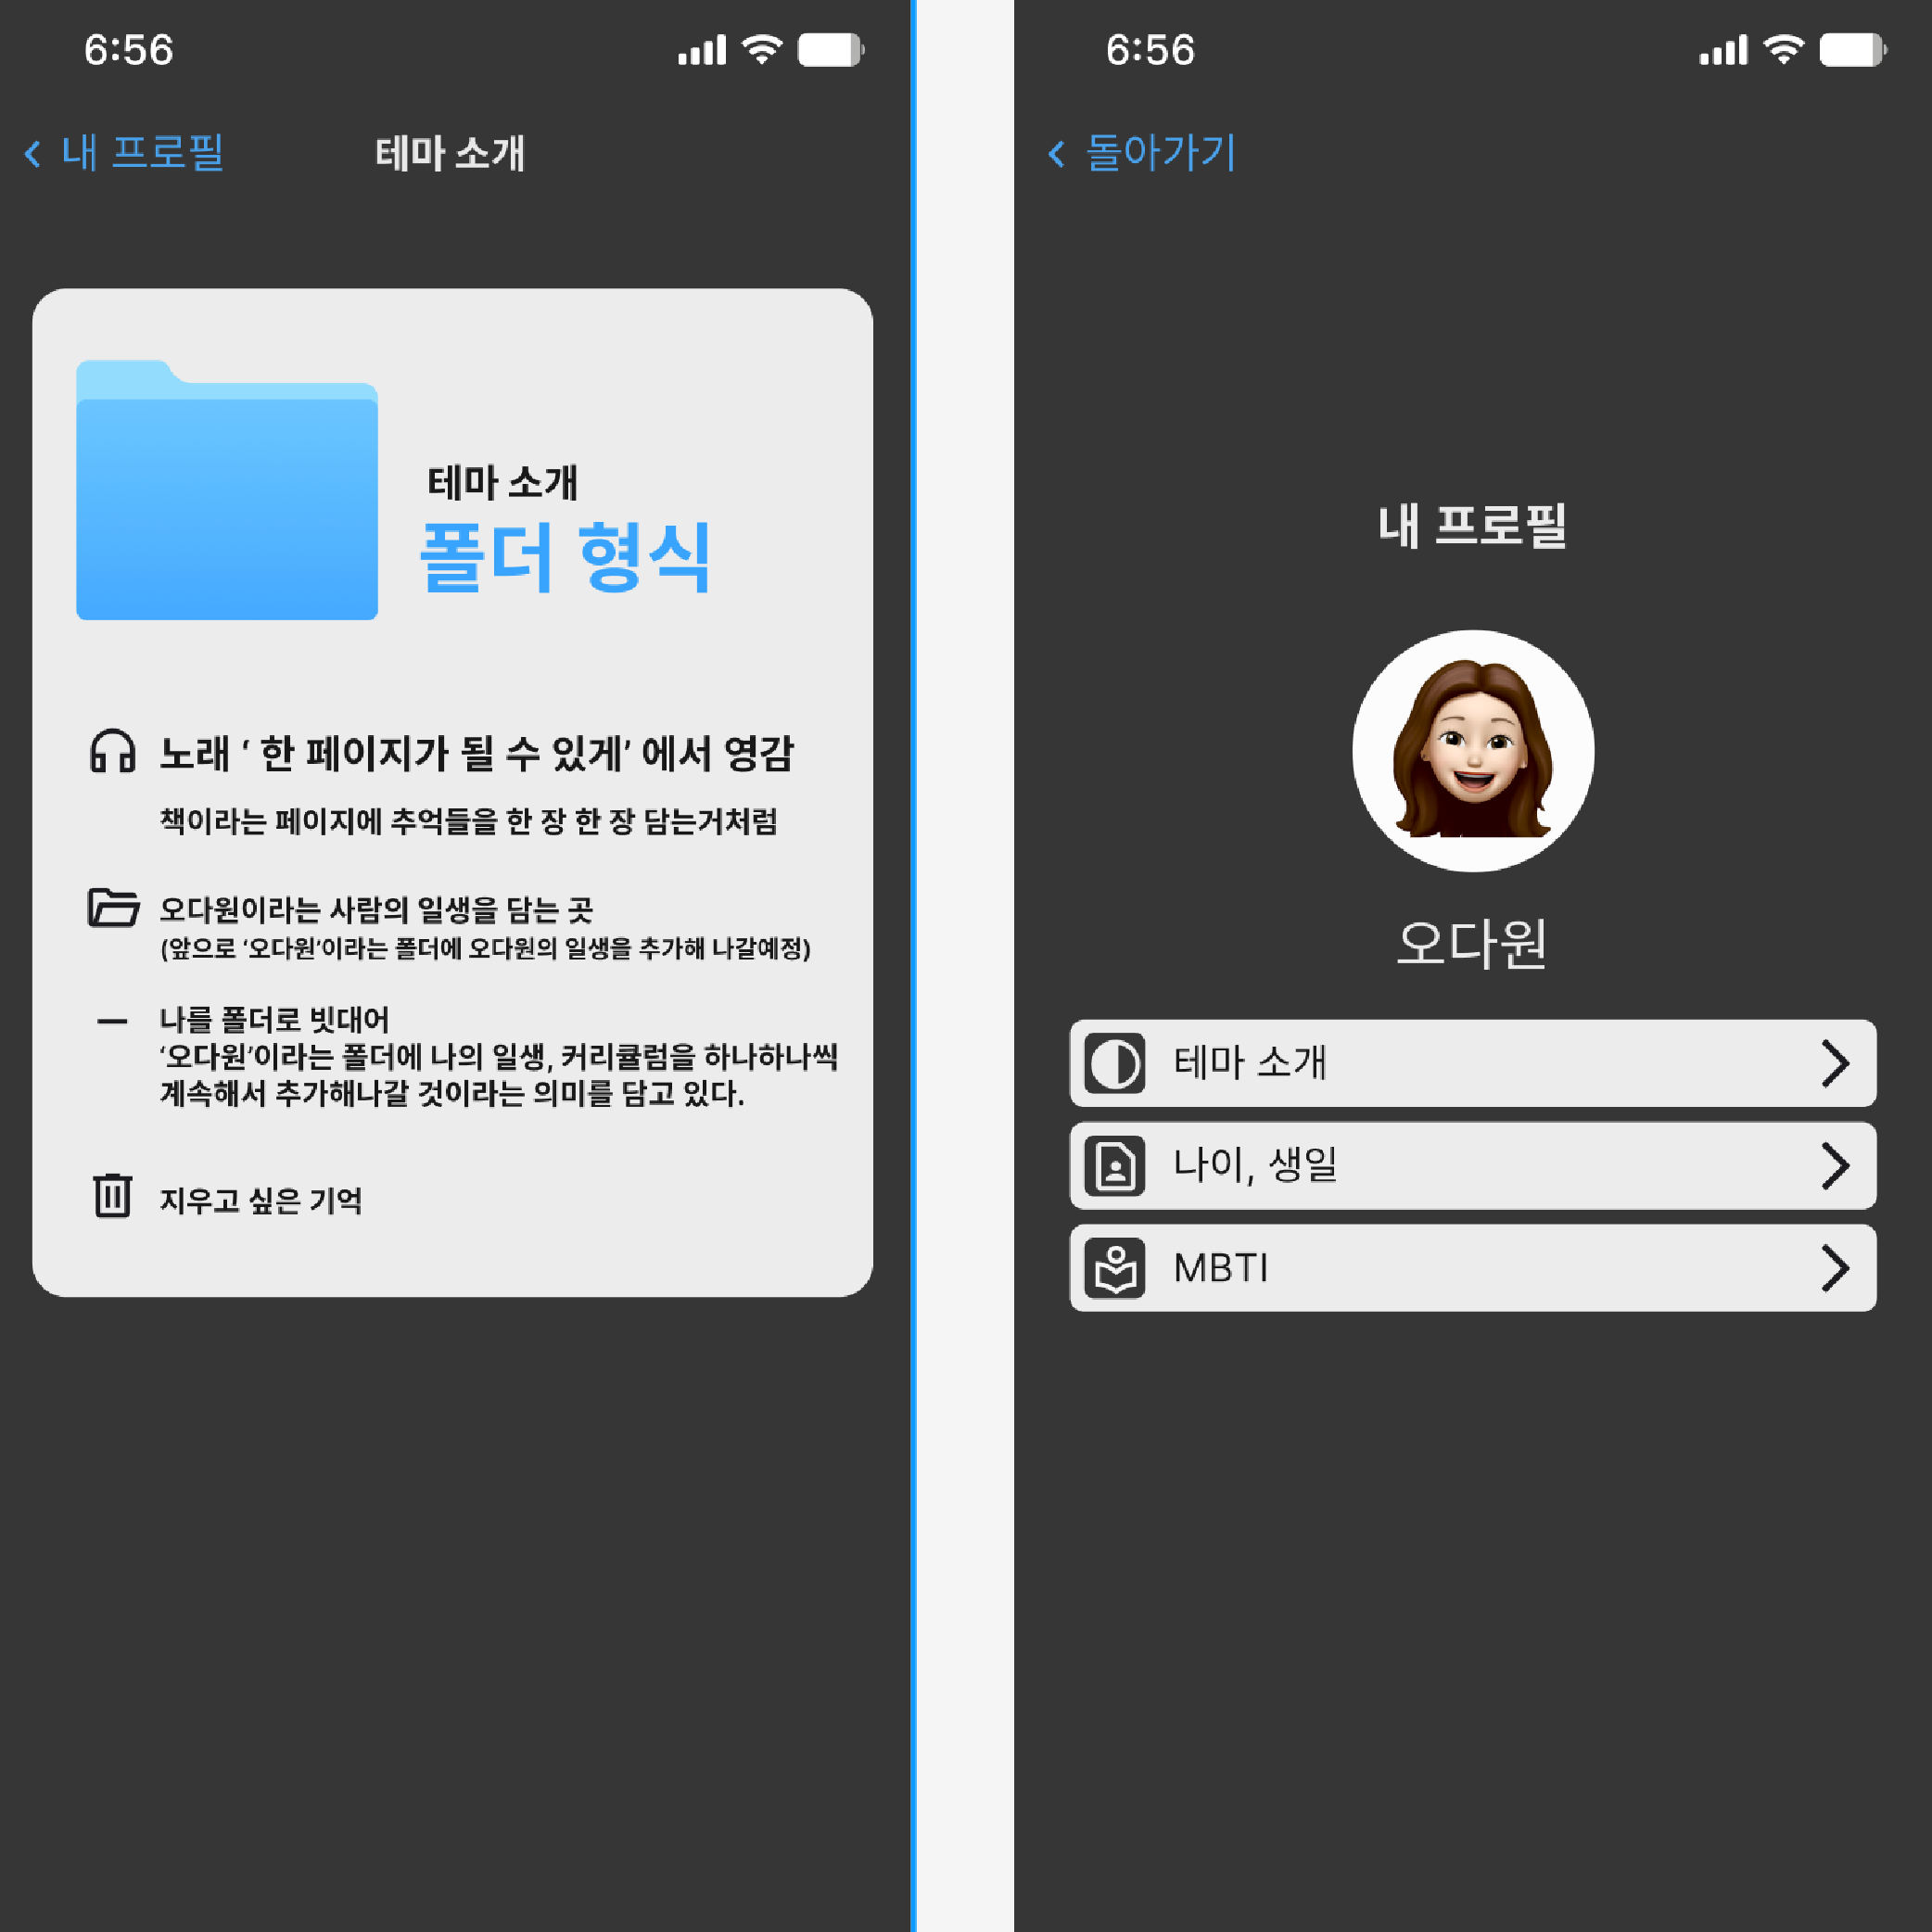 6:56
내 프로필
테마 소개
테마 소개
폴더 형식
노래 ‘ 한 페이지가 될 수 있게’ 에서 영감
책이라는 페이지에 추억들을 한 장 한 장 담는거처럼
오다원이라는 사람의 일생을 담는 곳
(앞으로 ‘오다원’이라는 폴더에 오다원의 일생을 추가해 나갈예정)
나를 폴더로 빗대어
‘오다원’이라는 폴더에 나의 일생, 커리큘럼을 하나하나씩
계속해서 추가해나갈 것이라는 의미를 담고 있다.
지우고 싶은 기억
6:56
돌아가기
내 프로필
오다원
테마 소개
나이, 생일
MBTI